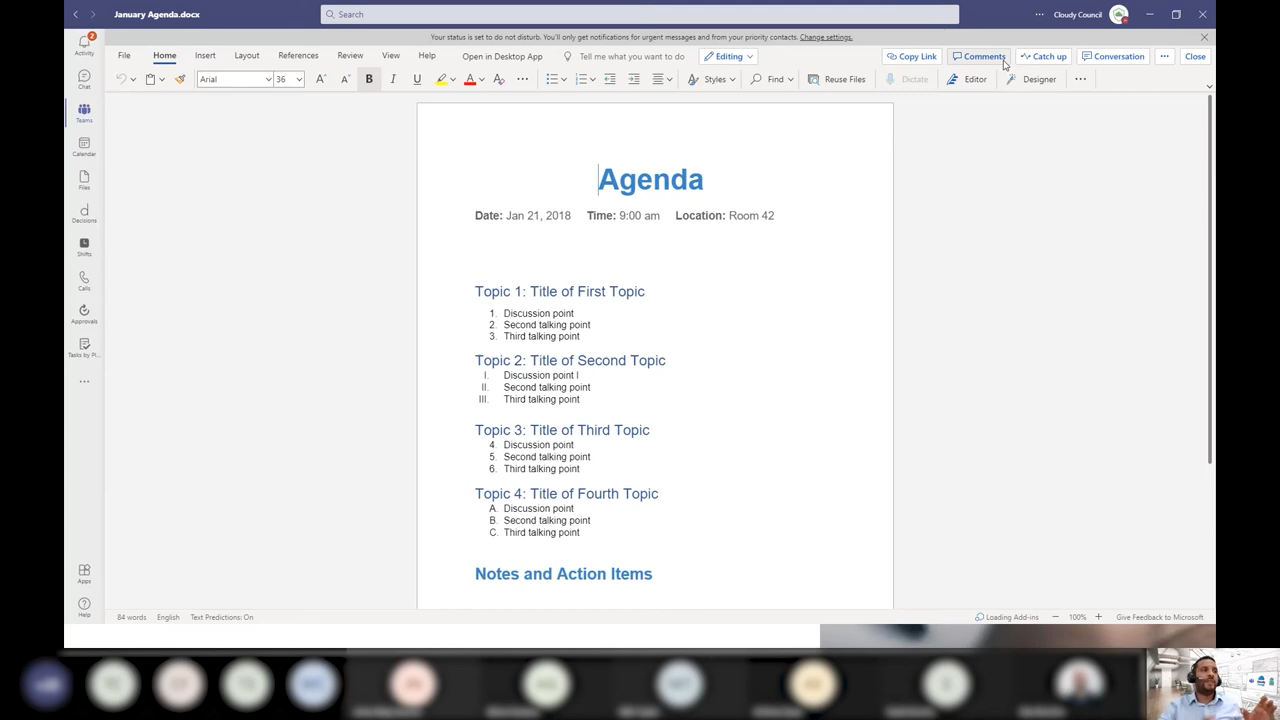 January Agenda.docx
Search
Cloudy Council
Your status is set to do not disturb. You'll only get notifications for urgent messages and from your priority contacts. Change settings.
File Home Insert Layout References Review View Help Open in Desktop App Tell me what you want to do Editing Copy Link Comments Catch up Conversation Close
Arial 36 A A B I U A A Styles Find Reuse Files Dictate Editor Designer
2
Activity
Chat
Teams
Calendar
Files
Decisions
Shifts
Calls
Approvals
Tasks by Pl...
Apps
Help
Agenda
Date: Jan 21, 2018 Time: 9:00 am Location: Room 42
Topic 1: Title of First Topic
1. Discussion point
2. Second talking point
3. Third talking point
Topic 2: Title of Second Topic
I. Discussion point I
II. Second talking point
III. Third talking point
Topic 3: Title of Third Topic
4. Discussion point
5. Second talking point
6. Third talking point
Topic 4: Title of Fourth Topic
A. Discussion point
B. Second talking point
C. Third talking point
Notes and Action Items
84 words English Text Predictions: On Loading Add-ins 100% Give Feedback to Microsoft